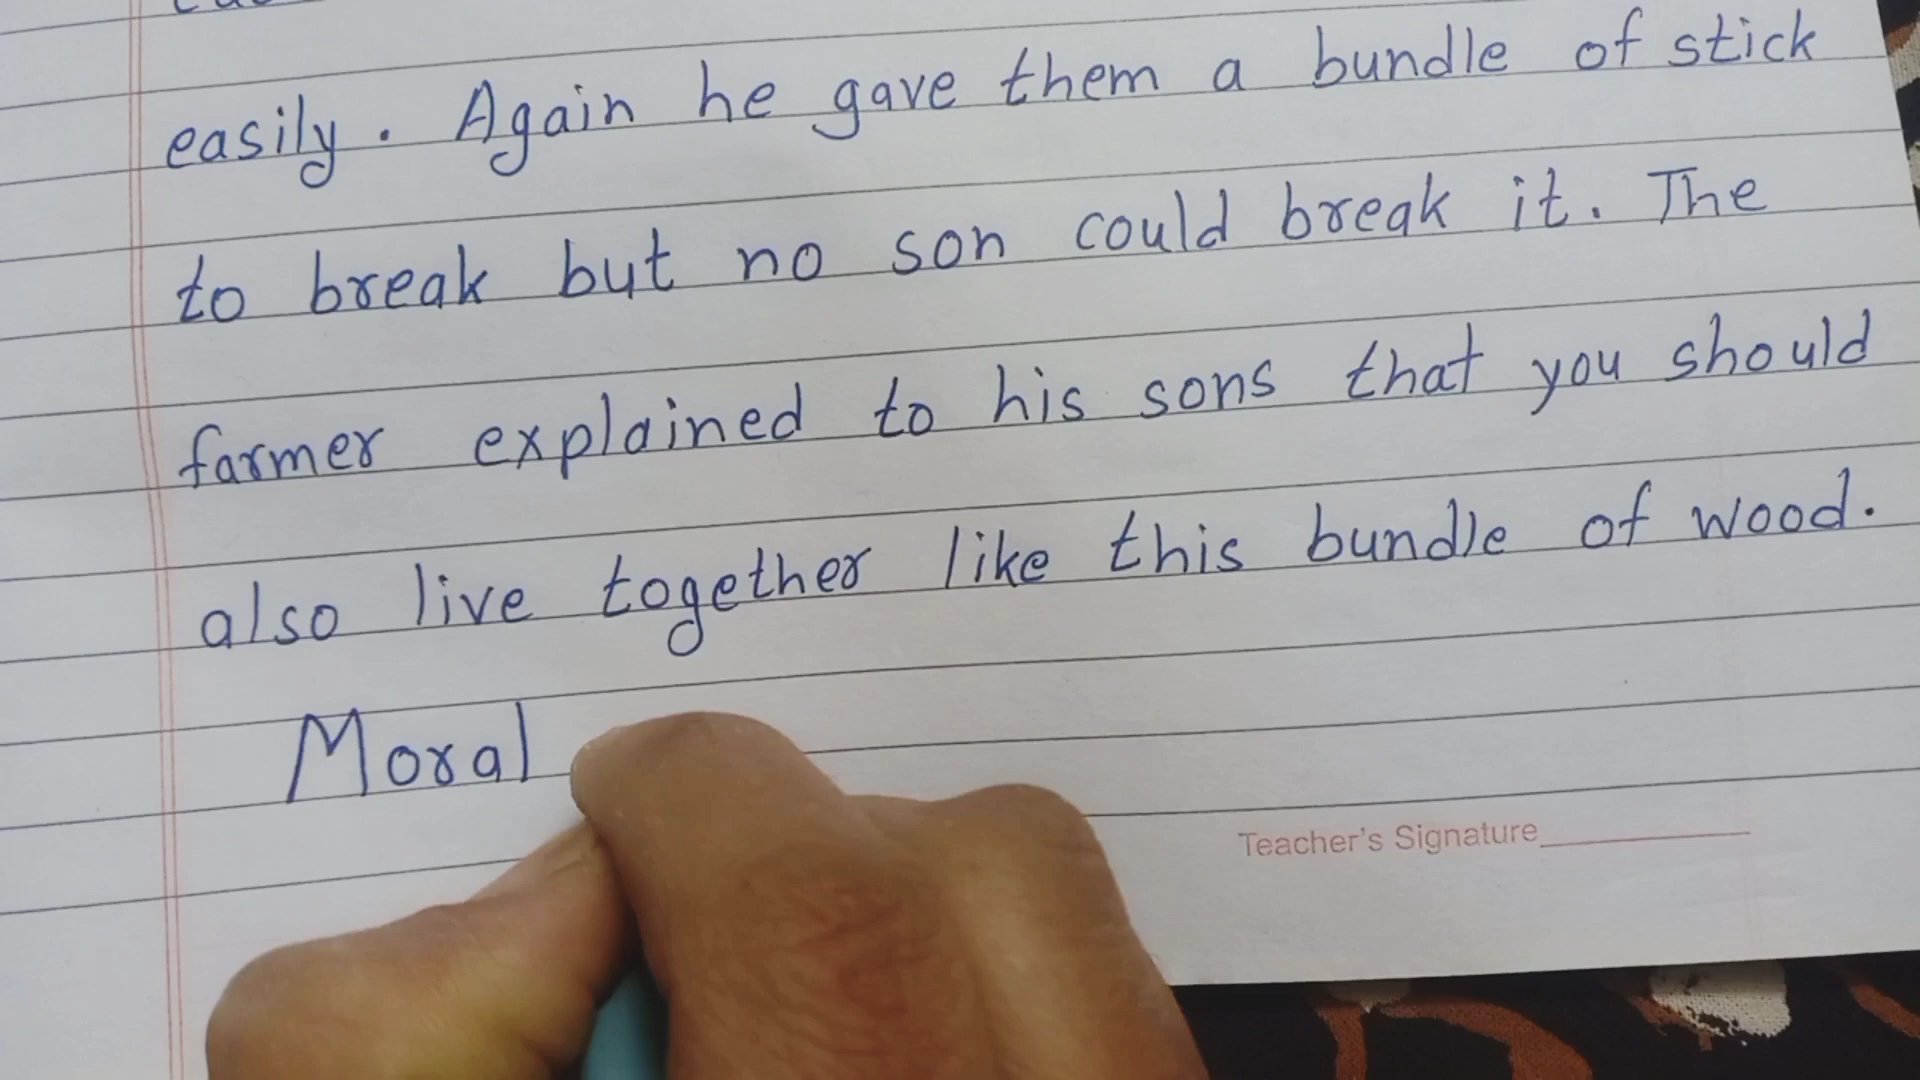 easily. Again he gave them a bundle of stick
to break but no son could break it. The
farmer explained to his sons that you should
also live together like this bundle of wood.
Moral
Teacher's Signature